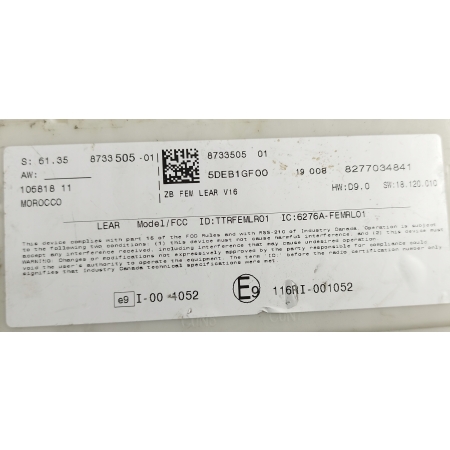 S: 61.35 8733505-01 8733505 01
AW: 5DEB1GF00 19 008 8277034841
106818 11 ZB FEM LEAR V16 HW:09.0 SW:18.120.010
MOROCCO
LEAR Model/FCC ID:TTRFEMLR01 IC:6276A-FEMRL01
This device complies with part 15 of the FCC Rules and with RSS-210 of Industry Canada. Operation is subject
to the following two conditions: (1) this device must not cause harmful interference, and (2) this device must
accept any interference received, including interference that may cause undesired operation.
WARNING: Changes or modifications not expressly approved by the party responsible for compliance could
void the user's authority to operate the equipment. The term IC: before the radio certification number only
signifies that Industry Canada technical specifications were met.
e9 I-00 4052 E9 116RI-001052